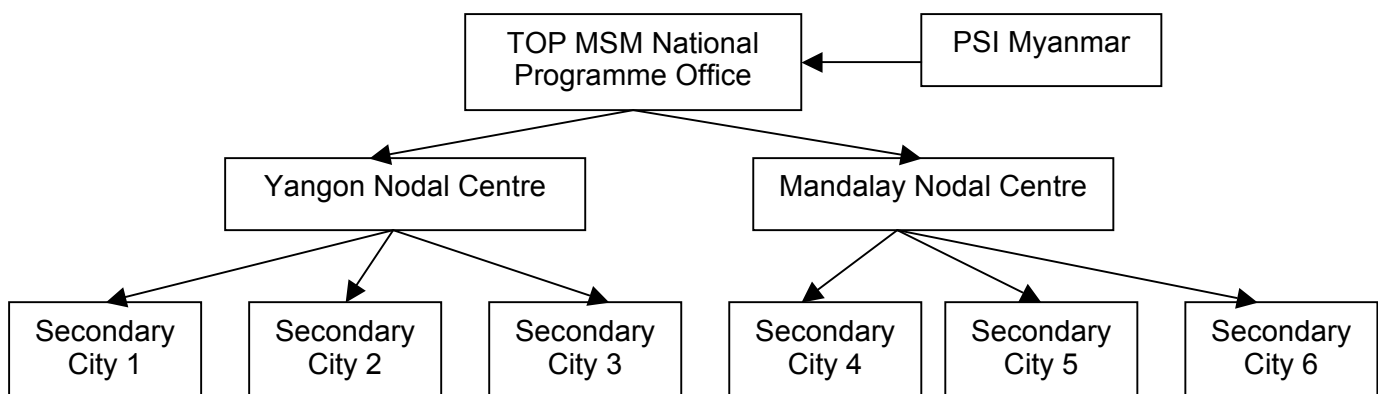 TOP MSM National
Programme Office
PSI Myanmar
Yangon Nodal Centre
Mandalay Nodal Centre
Secondary
City 1
Secondary
City 2
Secondary
City 3
Secondary
City 4
Secondary
City 5
Secondary
City 6